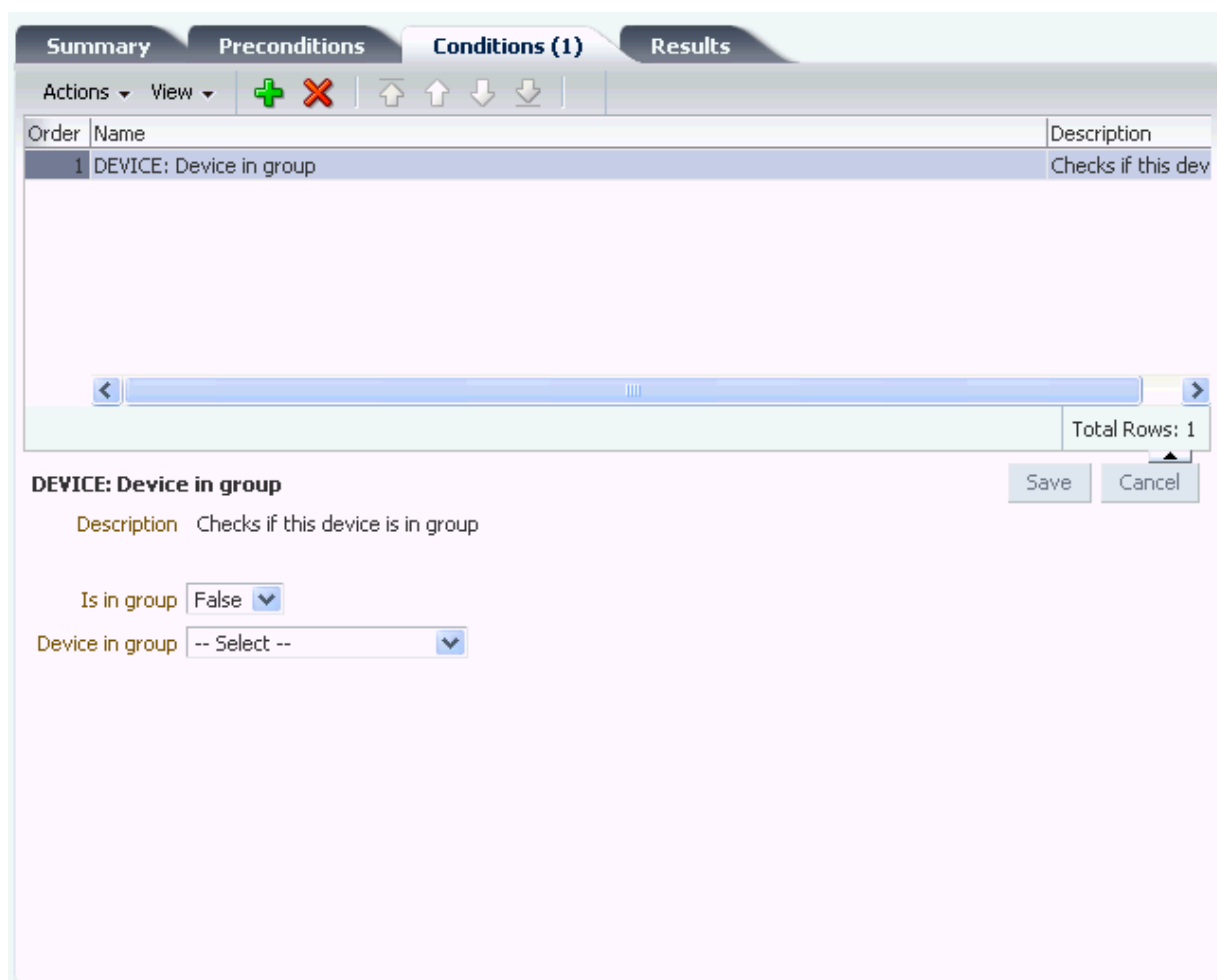 Summary Preconditions Conditions (1) Results
Actions View
Order Name Description
1 DEVICE: Device in group Checks if this dev
Total Rows: 1
DEVICE: Device in group Save Cancel
Description Checks if this device is in group
Is in group False
Device in group -- Select --